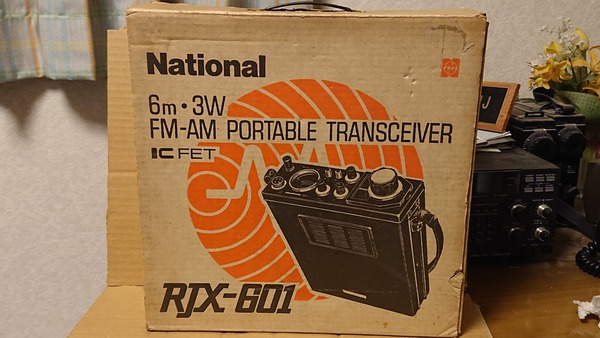 National
6m・3W
FM-AM PORTABLE TRANSCEIVER
IC FET
RJX-601